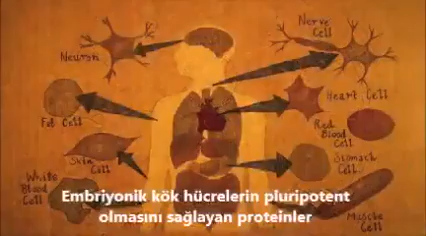 Neuron
Nerve
Cell
Fat Cell
Heart Cell
Red
Blood
Cell
Skin
Cell
Stomach
Cell
White
Blood
Cell
Muscle
Cell
Embriyonik kök hücrelerin pluripotent
olmasını sağlayan proteinler